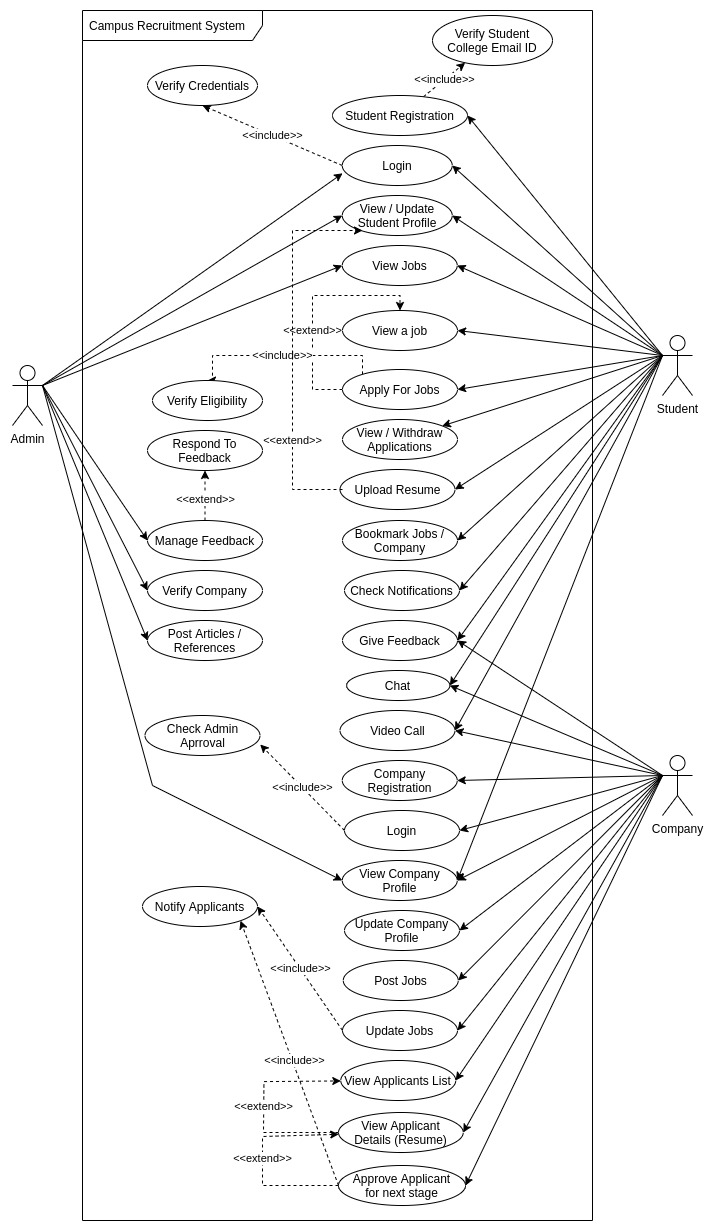 Campus Recruitment System
Verify Student
College Email ID
<<include>>
Verify Credentials
Student Registration
<<include>>
Login
View / Update
Student Profile
View Jobs
<<extend>>
View a job
<<include>>
Verify Eligibility
Apply For Jobs
Admin
Student
Respond To
Feedback
<<extend>>
View / Withdraw
Applications
<<extend>>
Upload Resume
Manage Feedback
Bookmark Jobs /
Company
Verify Company
Check Notifications
Post Articles /
References
Give Feedback
Chat
Check Admin
Aprroval
Video Call
<<include>>
Company
Registration
Login
Company
View Company
Profile
Notify Applicants
Update Company
Profile
<<include>>
Post Jobs
Update Jobs
<<include>>
View Applicants List
<<extend>>
View Applicant
Details (Resume)
<<extend>>
Approve Applicant
for next stage